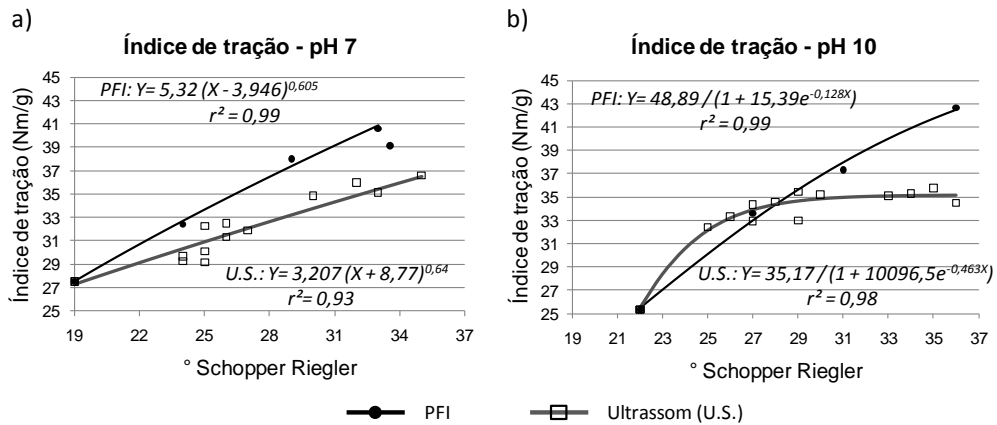 a)
Índice de tração - pH 7
PFI: Y= 5,32 (X - 3,946)^0,605
r² = 0,99
Índice de tração (Nm/g)
45
43
41
39
37
35
33
31
29
27
25
U.S.: Y= 3,207 (X + 8,77)^0,64
r² = 0,93
19 22 25 28 31 34 37
° Schopper Riegler
b)
Índice de tração - pH 10
PFI: Y = 48,89 / (1 + 15,39e^-0,128X)
r² = 0,99
Índice de tração (Nm/g)
45
43
41
39
37
35
33
31
29
27
25
U.S.: Y = 35,17 / (1 + 10096,5e^-0,463X)
r² = 0,98
19 21 23 25 27 29 31 33 35 37
° Schopper Riegler
PFI
Ultrassom (U.S.)